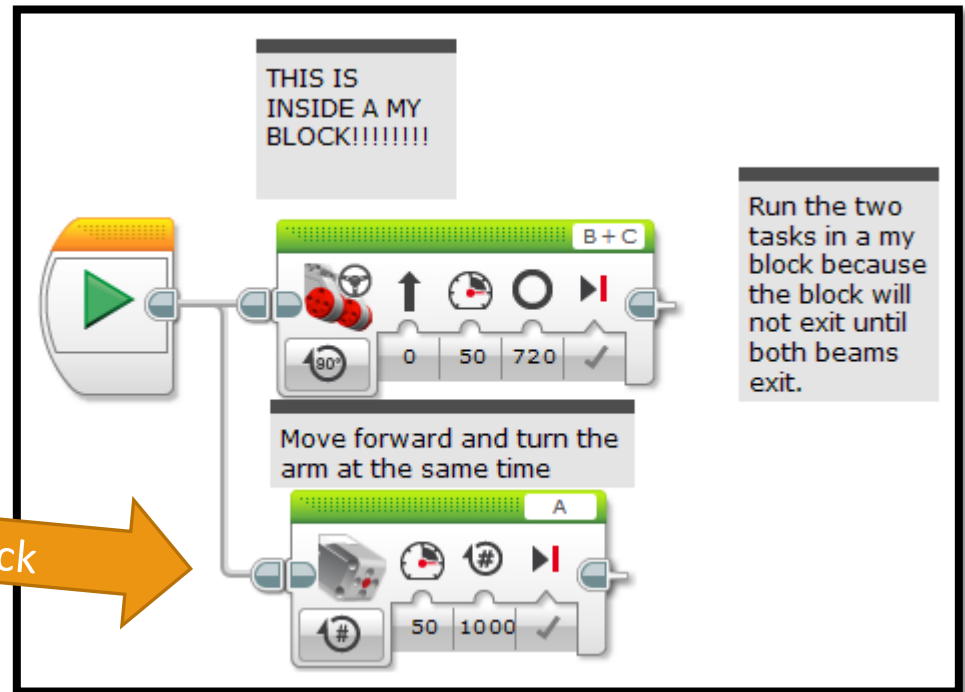 THIS IS
INSIDE A MY
BLOCK!!!!!!!!
Run the two
tasks in a my
block because
the block will
not exit until
both beams
exit.
B + C
90°
0 50 720
Move forward and turn the
arm at the same time
A
#
#
50 1000